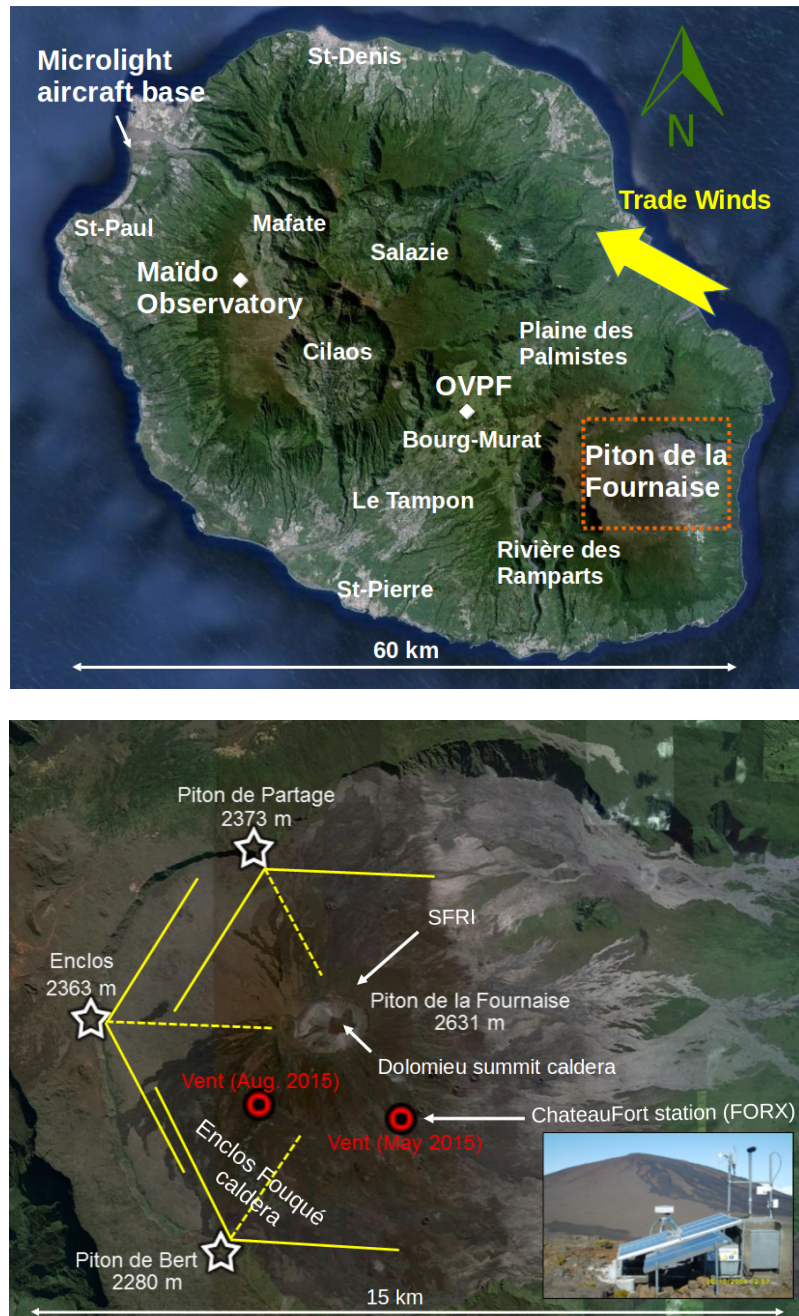 Microlight
aircraft base
St-Denis
N
Trade Winds
St-Paul
Mafate
Salazie
Maïdo
Observatory
Cilaos
Plaine des
Palmistes
OVPF
Bourg-Murat
Piton de la
Fournaise
Le Tampon
Rivière des
Ramparts
St-Pierre
60 km
Piton de Partage
2373 m
SFRI
Enclos
2363 m
Piton de la Fournaise
2631 m
Dolomieu summit caldera
Vent (Aug. 2015)
ChateauFort station (FORX)
Vent (May 2015)
Enclos Fouqué
caldera
Piton de Bert
2280 m
15 km